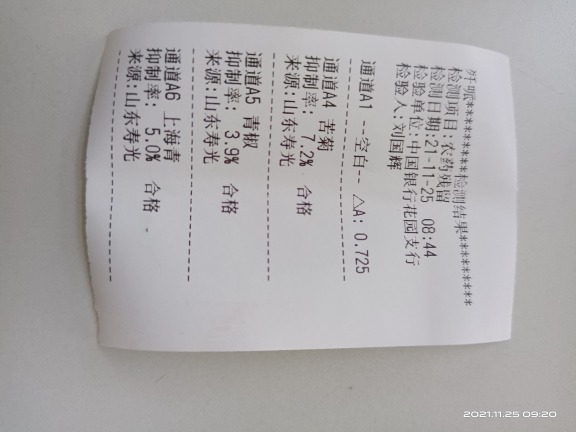 ***********检测结果***********
检测项目:农药残留
检测日期:21-11-25 08:44
检验单位:中国银行花园支行
检验人:刘国辉
通道A1 --空白-- △A: 0.725
通道A4 苦菊
抑制率: 7.2% 合格
来源:山东寿光
通道A5 青椒
抑制率: 3.9% 合格
来源:山东寿光
通道A6 上海青
抑制率: 5.0% 合格
来源:山东寿光
2021.11.25 09:20